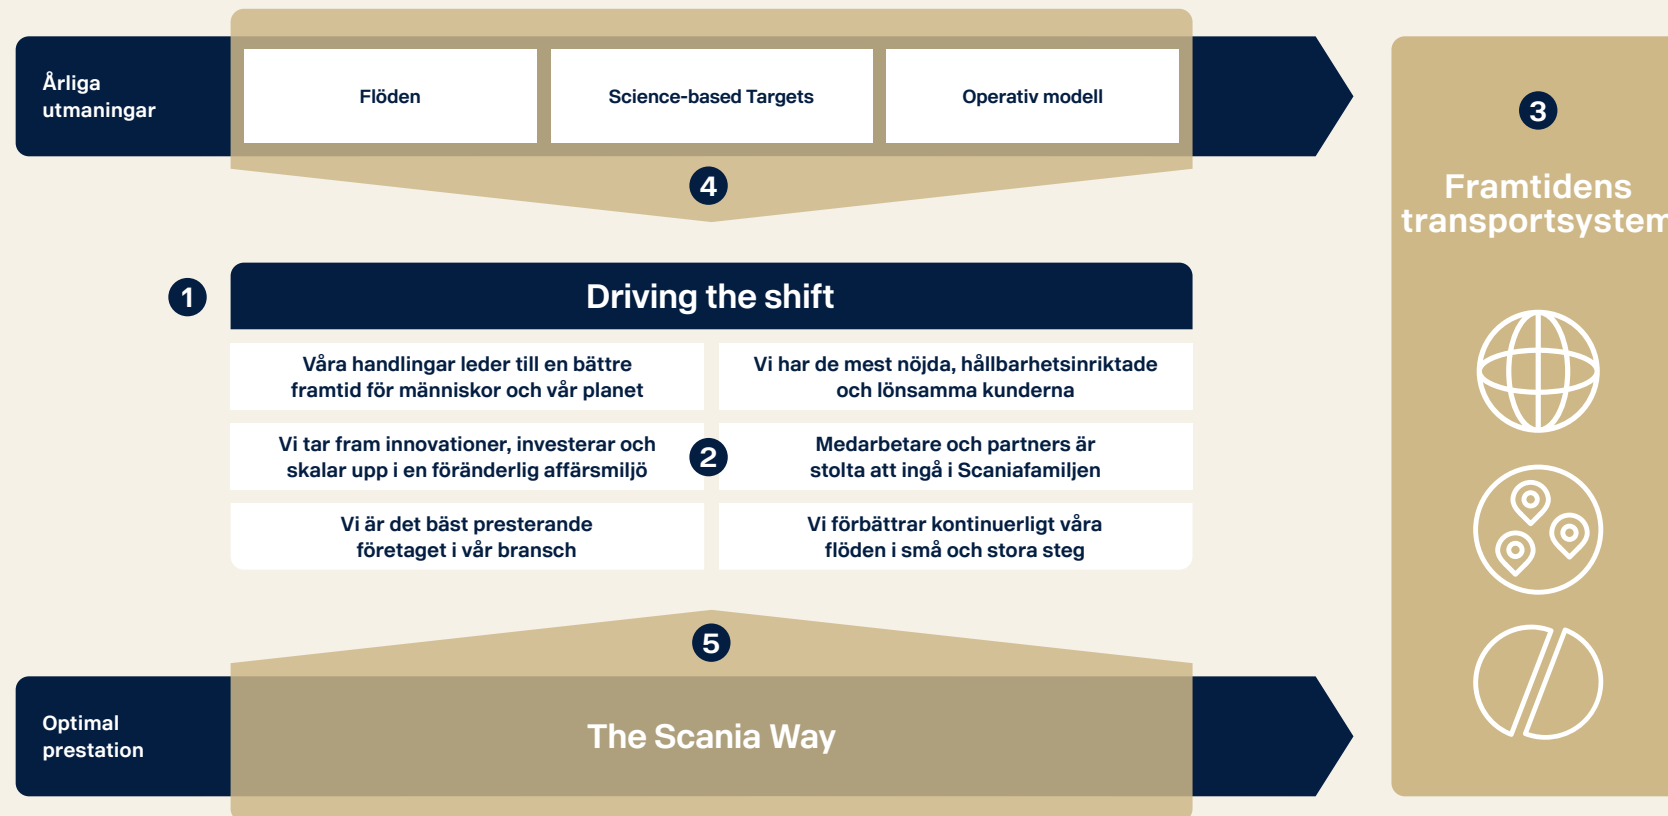 Årliga
utmaningar
Flöden
Science-based Targets
Operativ modell
4
3
Framtidens
transportsystem
1
Driving the shift
Våra handlingar leder till en bättre
framtid för människor och vår planet
Vi har de mest nöjda, hållbarhetsinriktade
och lönsamma kunderna
Vi tar fram innovationer, investerar och
skalar upp i en föränderlig affärsmiljö
2
Medarbetare och partners är
stolta att ingå i Scaniafamiljen
Vi är det bäst presterande
företaget i vår bransch
Vi förbättrar kontinuerligt våra
flöden i små och stora steg
5
Optimal
prestation
The Scania Way